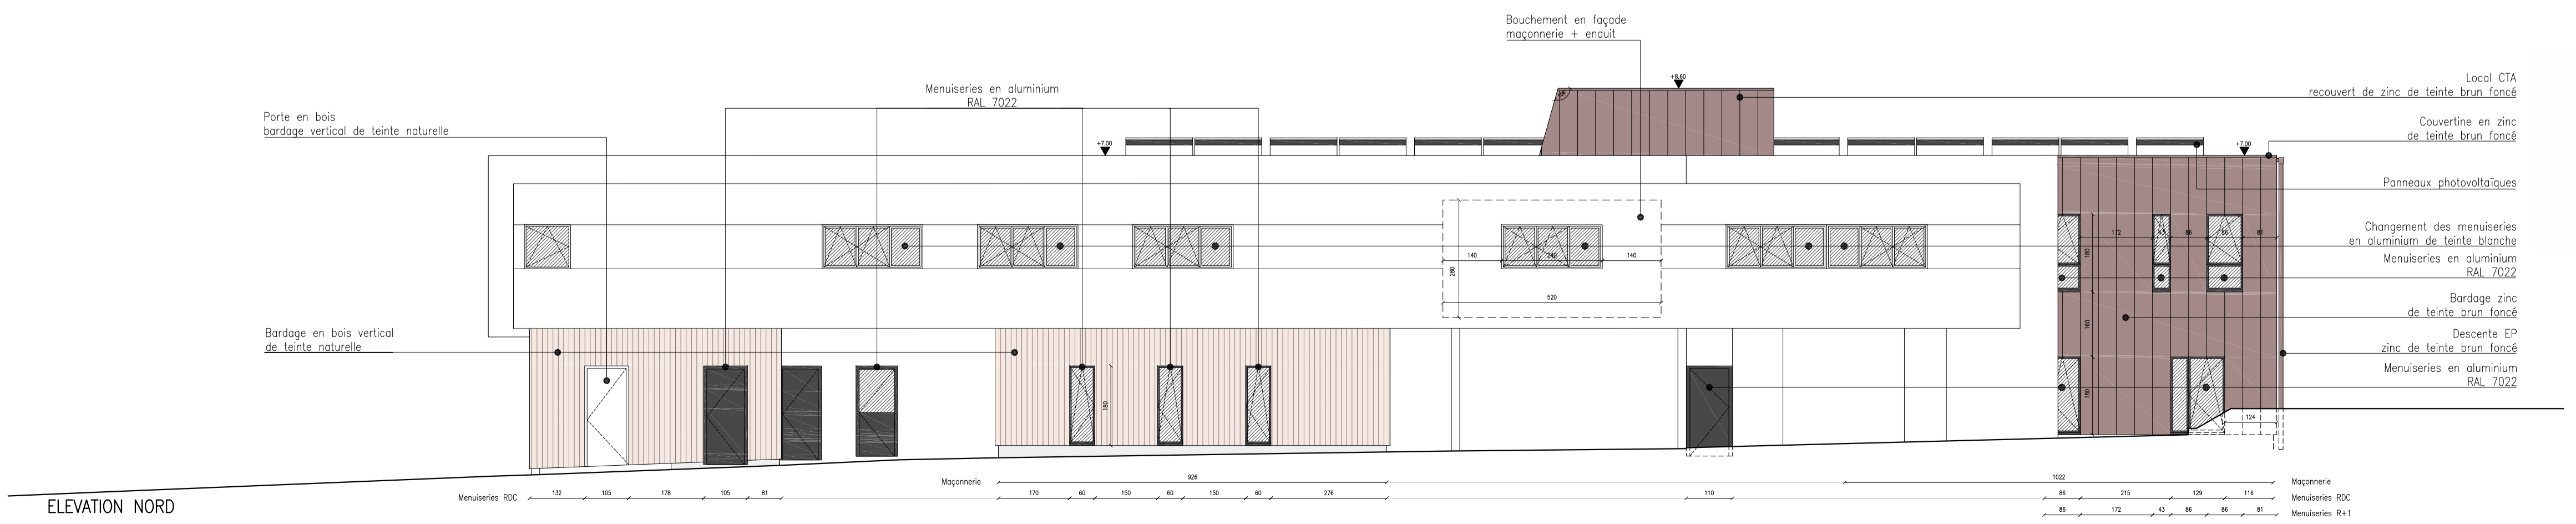 Bouchement en façade
maçonnerie + enduit
Menuiseries en aluminium
RAL 7022
Porte en bois
bardage vertical de teinte naturelle
+8.60
+7.00
+7.00
Local CTA
recouvert de zinc de teinte brun foncé
Couvertine en zinc
de teinte brun foncé
Panneaux photovoltaïques
Changement des menuiseries
en aluminium de teinte blanche
Menuiseries en aluminium
RAL 7022
Bardage zinc
de teinte brun foncé
Descente EP
zinc de teinte brun foncé
Menuiseries en aluminium
RAL 7022
Bardage en bois vertical
de teinte naturelle
140 240 140
280
520
172 43 86 86 81
180
160
180
180
124
Maçonnerie 926 1022 Maçonnerie
Menuiseries RDC 132 105 178 105 81 170 60 150 60 150 60 276 110 86 215 129 116 Menuiseries RDC
86 172 43 86 86 81 Menuiseries R+1
ELEVATION NORD